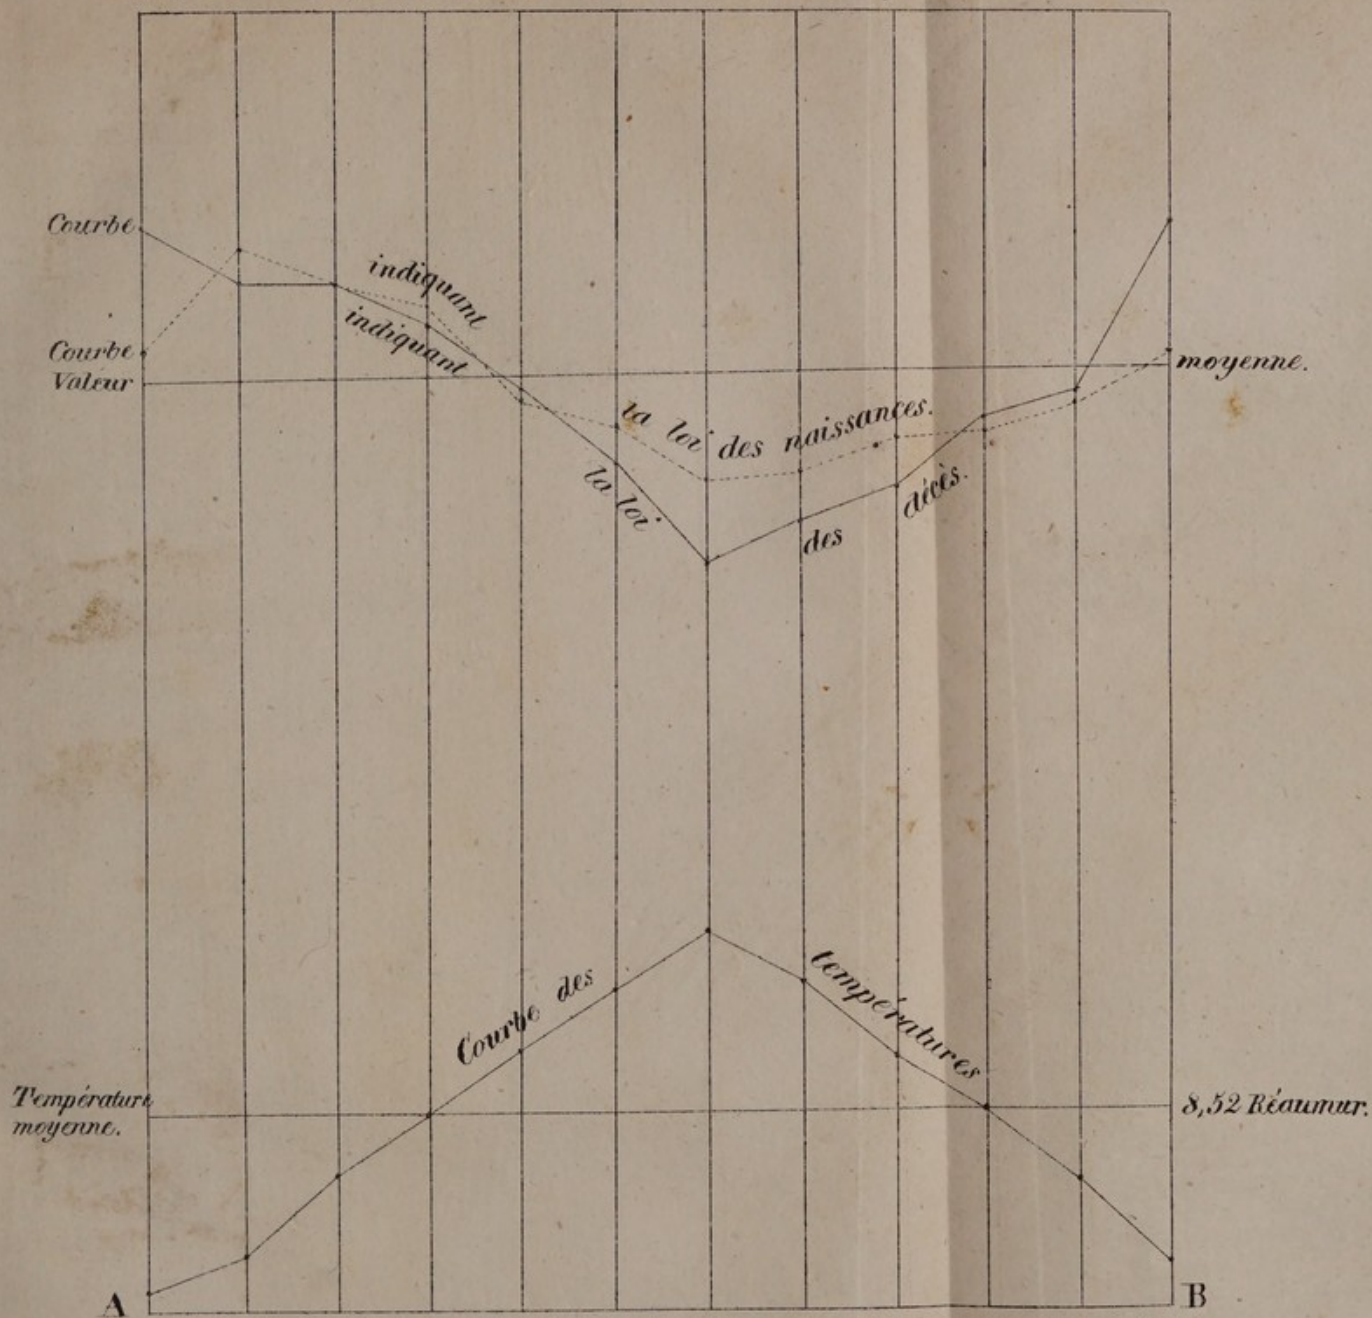 Courbe indiquant la loi des naissances.
Courbe indiquant la loi des décès.
Valeur moyenne.
Courbe des températures
Température 8,52 Réaumur.
moyenne.
A B